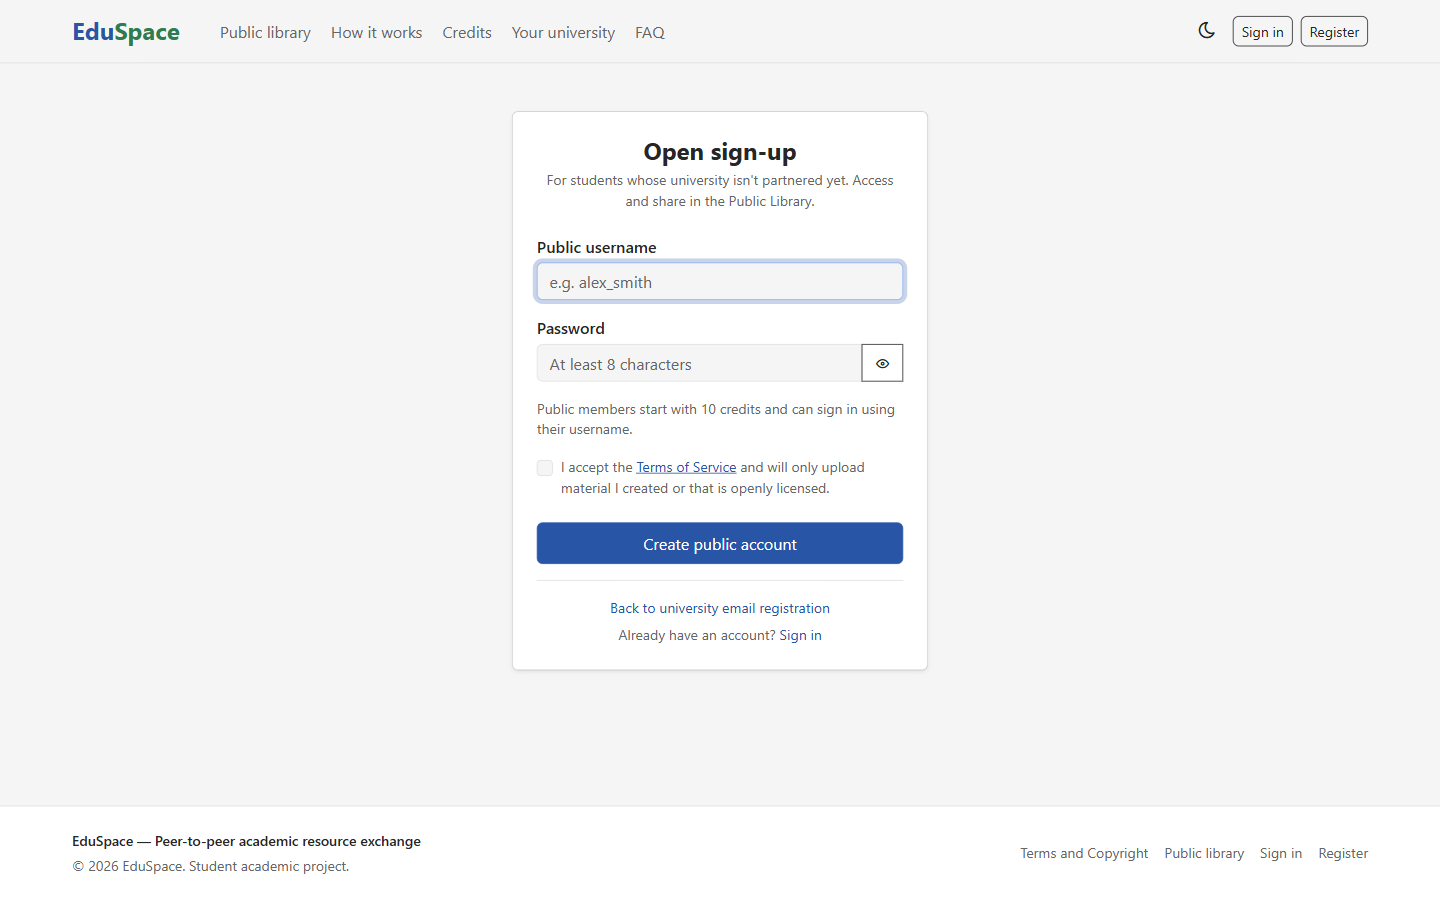 EduSpace Public library How it works Credits Your university FAQ Sign in Register
Open sign-up
For students whose university isn't partnered yet. Access
and share in the Public Library.
Public username
e.g. alex_smith
Password
At least 8 characters
Public members start with 10 credits and can sign in using
their username.
I accept the Terms of Service and will only upload
material I created or that is openly licensed.
Create public account
Back to university email registration
Already have an account? Sign in
EduSpace — Peer-to-peer academic resource exchange
© 2026 EduSpace. Student academic project.
Terms and Copyright Public library Sign in Register